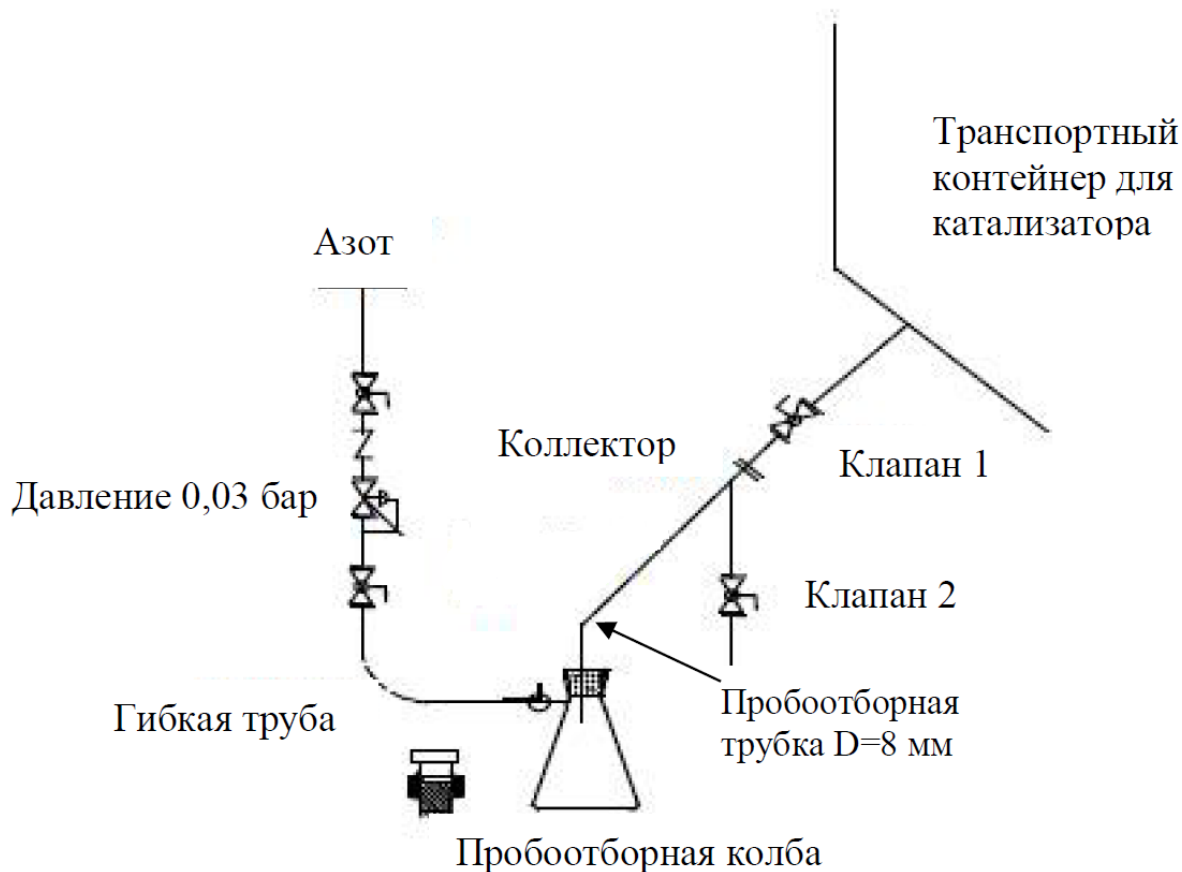 Транспортный
контейнер для
катализатора
Азот
Коллектор
Клапан 1
Давление 0,03 бар
Клапан 2
Гибкая труба
Пробоотборная
трубка D=8 мм
Пробоотборная колба